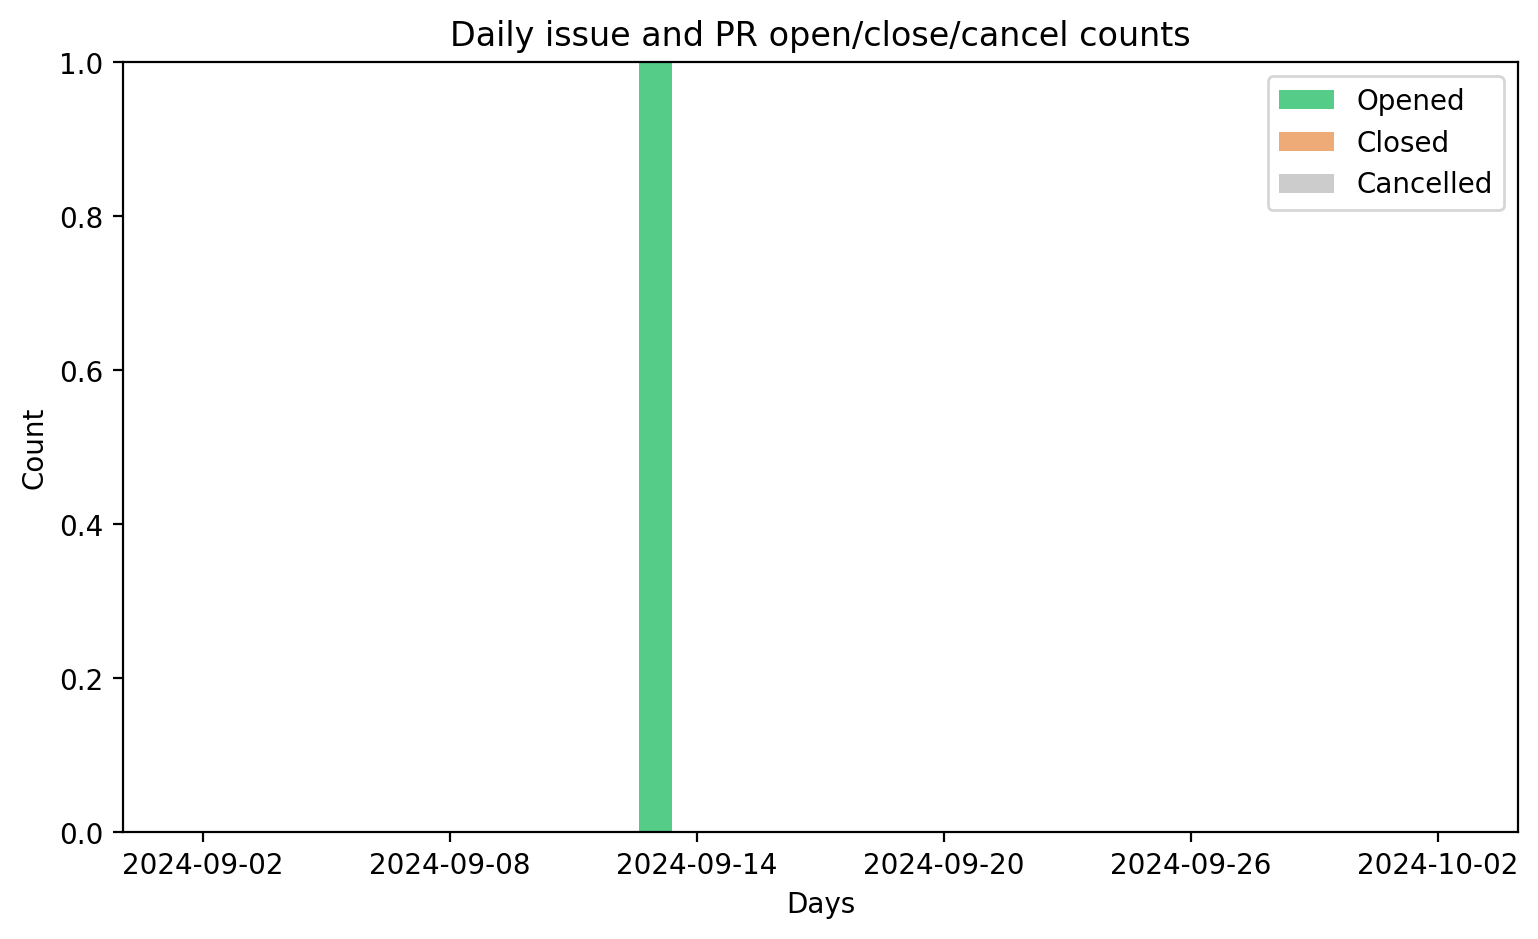 Daily issue and PR open/close/cancel counts
1.0
0.8
0.6
0.4
0.2
0.0
Count
Opened
Closed
Cancelled
2024-09-02 2024-09-08 2024-09-14 2024-09-20 2024-09-26 2024-10-02
Days